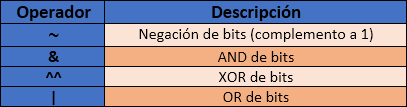 Operador Descripción
~ Negación de bits (complemento a 1)
& AND de bits
^^ XOR de bits
| OR de bits